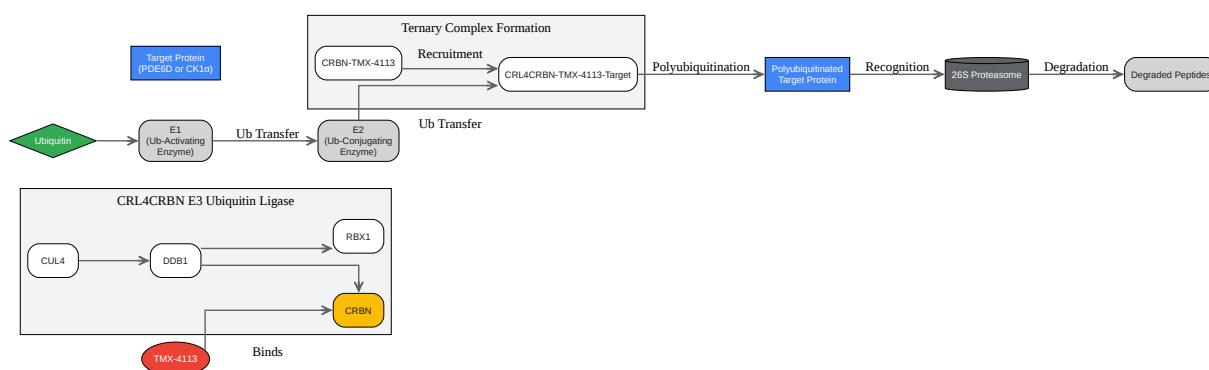 Ternary Complex Formation
Target Protein
(PDE6D or CK1α)
CRBN-TMX-4113
Recruitment
CRL4CRBN-TMX-4113-Target
Polyubiquitination
Polyubiquitinated
Target Protein
Recognition
26S Proteasome
Degradation
Degraded Peptides
Ubiquitin
E1
(Ub-Activating
Enzyme)
Ub Transfer
E2
(Ub-Conjugating
Enzyme)
Ub Transfer
CRL4CRBN E3 Ubiquitin Ligase
CUL4
DDB1
RBX1
CRBN
TMX-4113
Binds